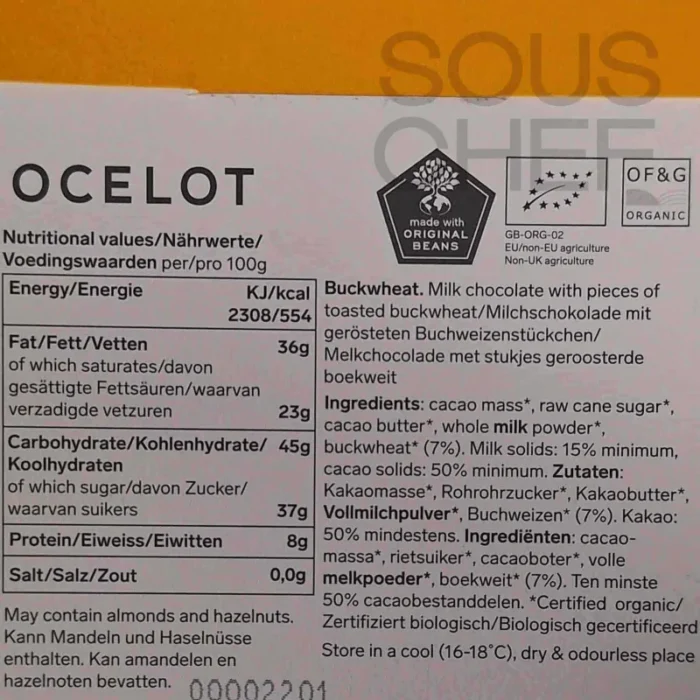 SOUS
CHEF
OCELOT
made with
ORIGINAL
BEANS
GB-ORG-02
EU/non-EU agriculture
Non-UK agriculture
OF&G
ORGANIC
Nutritional values/Nährwerte/
Voedingswaarden per/pro 100g
Energy/Energie KJ/kcal
2308/554
Fat/Fett/Vetten 36g
of which saturates/davon
gesättigte Fettsäuren/waarvan
verzadigde vetzuren 23g
Carbohydrate/Kohlenhydrate/ 45g
Koolhydraten
of which sugar/davon Zucker/
waarvan suikers 37g
Protein/Eiweiss/Eiwitten 8g
Salt/Salz/Zout 0,0g
May contain almonds and hazelnuts.
Kann Mandeln und Haselnüsse
enthalten. Kan amandelen en
hazelnoten bevatten.
00002201
Buckwheat. Milk chocolate with pieces of
toasted buckwheat/Milchschokolade mit
gerösteten Buchweizenstückchen/
Melkchocolade met stukjes geroosterde
boekweit
Ingredients: cacao mass*, raw cane sugar*,
cacao butter*, whole milk powder*,
buckwheat* (7%). Milk solids: 15% minimum,
cacao solids: 50% minimum. Zutaten:
Kakaomasse*, Rohrohrzucker*, Kakaobutter*,
Vollmilchpulver*, Buchweizen* (7%). Kakao:
50% mindestens. Ingrediënten: cacao-
massa*, rietsuiker*, cacaoboter*, volle
melkpoeder*, boekweit* (7%). Ten minste
50% cacaobestanddelen. *Certified organic/
Zertifiziert biologisch/Biologisch gecertificeerd
Store in a cool (16-18˚C), dry & odourless place